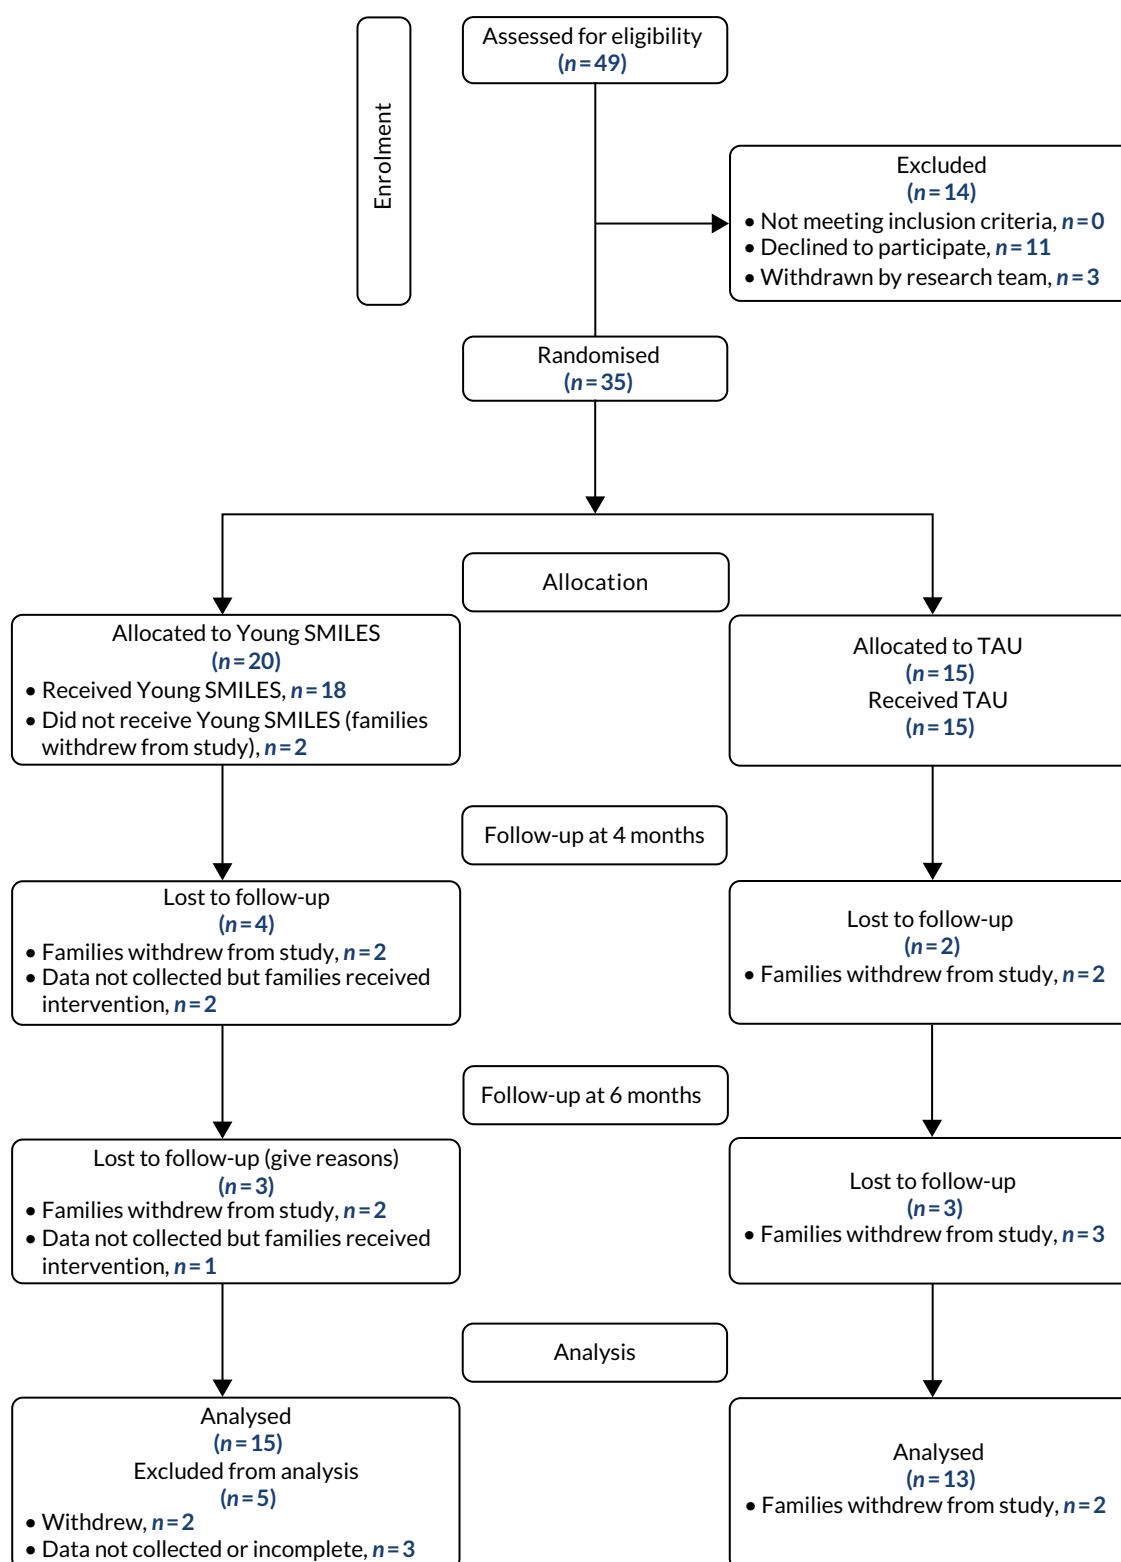 Assessed for eligibility
(n=49)
Enrolment
Excluded
(n=14)
• Not meeting inclusion criteria, n=0
• Declined to participate, n=11
• Withdrawn by research team, n=3
Randomised
(n=35)
Allocation
Allocated to Young SMILES
(n=20)
• Received Young SMILES, n=18
• Did not receive Young SMILES (families
withdrew from study), n=2
Allocated to TAU
(n=15)
Received TAU
(n=15)
Follow-up at 4 months
Lost to follow-up
(n=4)
• Families withdrew from study, n=2
• Data not collected but families received
intervention, n=2
Lost to follow-up
(n=2)
• Families withdrew from study, n=2
Follow-up at 6 months
Lost to follow-up (give reasons)
(n=3)
• Families withdrew from study, n=2
• Data not collected but families received
intervention, n=1
Lost to follow-up
(n=3)
• Families withdrew from study, n=3
Analysis
Analysed
(n=15)
Excluded from analysis
(n=5)
• Withdrew, n=2
• Data not collected or incomplete, n=3
Analysed
(n=13)
• Families withdrew from study, n=2